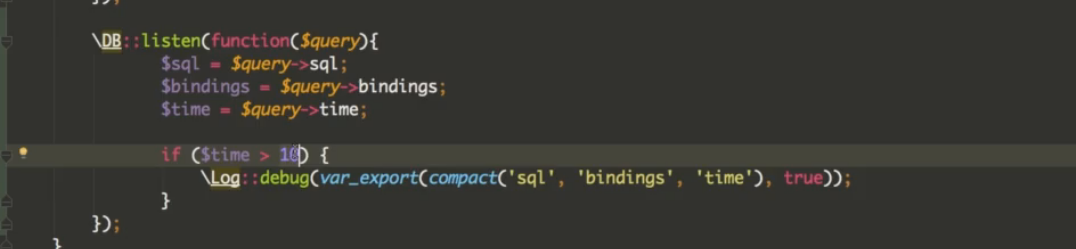 });
\DB::listen(function($query){
$sql = $query->sql;
$bindings = $query->bindings;
$time = $query->time;
if ($time > 10) {
\Log::debug(var_export(compact('sql', 'bindings', 'time'), true));
}
});
}